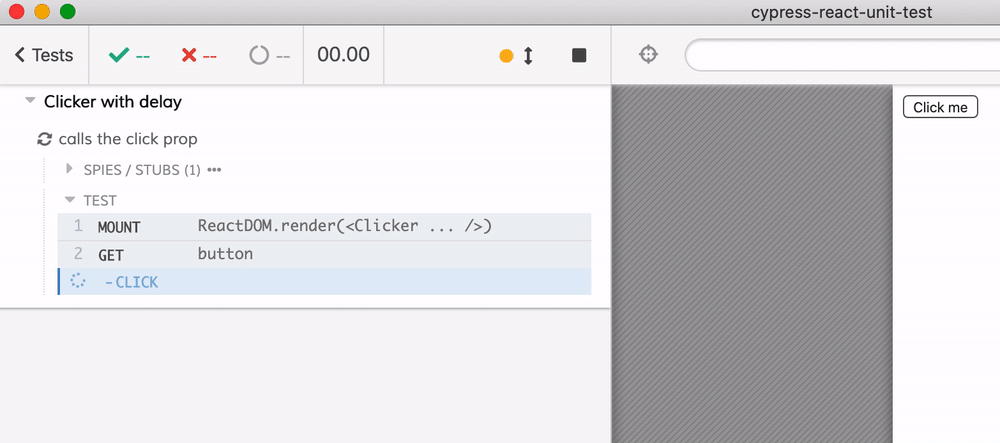 cypress-react-unit-test
Tests -- -- -- 00.00
Clicker with delay
calls the click prop
SPIES / STUBS (1) •••
TEST
1 MOUNT ReactDOM.render(<Clicker ... />)
2 GET button
-CLICK
Click me